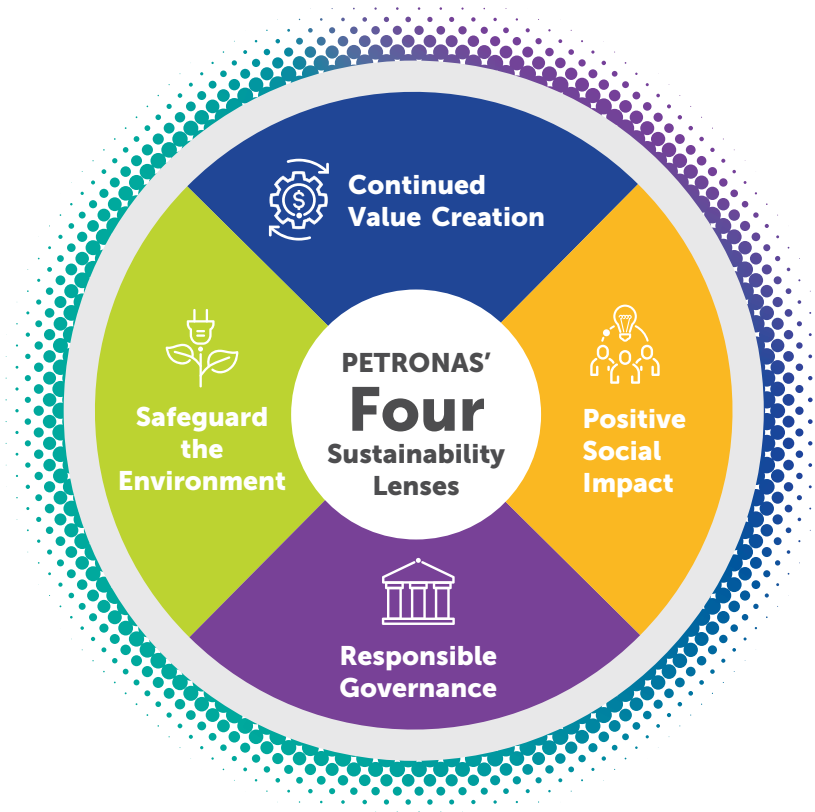 Continued
Value Creation
PETRONAS’
Four
Sustainability
Lenses
Safeguard
the
Environment
Positive
Social
Impact
Responsible
Governance
$